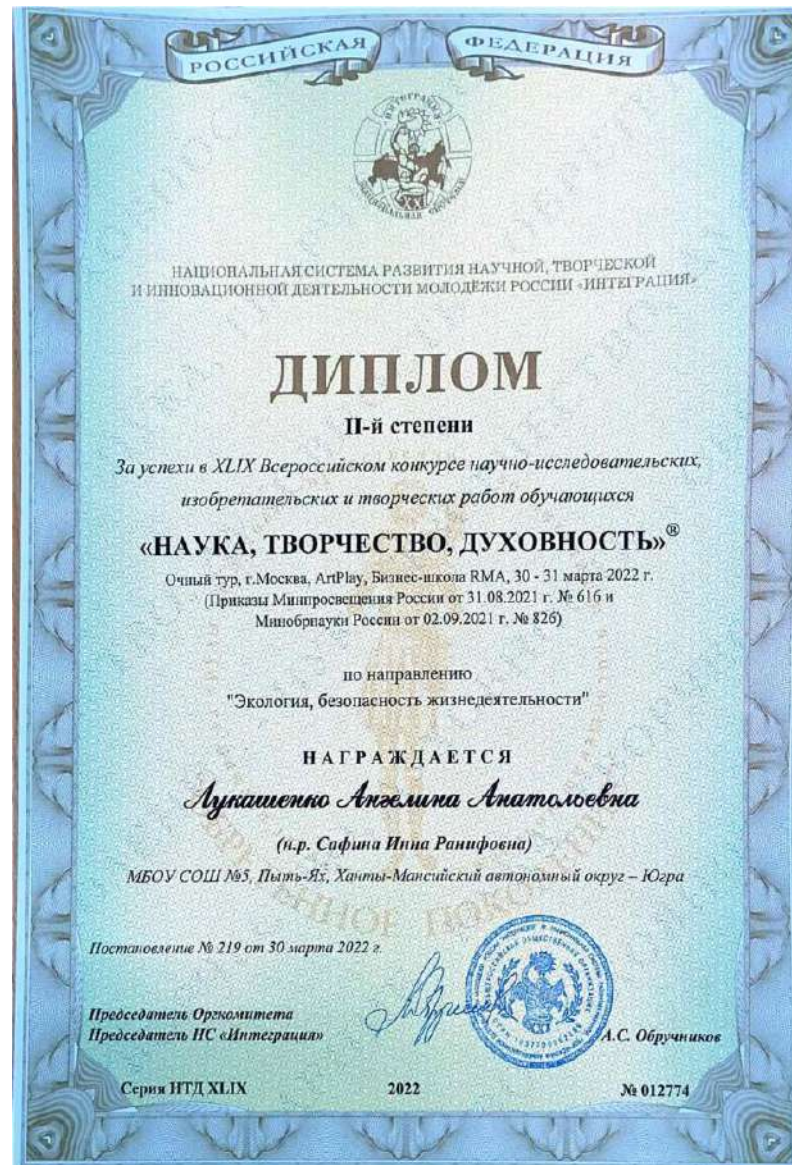 РОССИЙСКАЯ ФЕДЕРАЦИЯ
ИНТЕГРАЦИЯ
XXI
НАЦИОНАЛЬНАЯ СИСТЕМА РАЗВИТИЯ НАУЧНОЙ, ТВОРЧЕСКОЙ
И ИННОВАЦИОННОЙ ДЕЯТЕЛЬНОСТИ МОЛОДЁЖИ РОССИИ «ИНТЕГРАЦИЯ»
ДИПЛОМ
II-й степени
За успехи в XLIX Всероссийском конкурсе научно-исследовательских,
изобретательских и творческих работ обучающихся
«НАУКА, ТВОРЧЕСТВО, ДУХОВНОСТЬ»®
Очный тур, г.Москва, ArtPlay, Бизнес-школа RMA, 30 - 31 марта 2022 г.
(Приказы Минпросвещения России от 31.08.2021 г. № 616 и
Минобрнауки России от 02.09.2021 г. № 826)
по направлению
"Экология, безопасность жизнедеятельности"
НАГРАЖДАЕТСЯ
Лукашенко Ангелина Анатольевна
(н.р. Сафина Инна Ранифовна)
МБОУ СОШ №5, Пыть-Ях, Ханты-Мансийский автономный округ – Югра
Постановление № 219 от 30 марта 2022 г.
Председатель Оргкомитета
Председатель НС «Интеграция» А.С. Обручников
Серия НТД XLIX 2022 № 012774